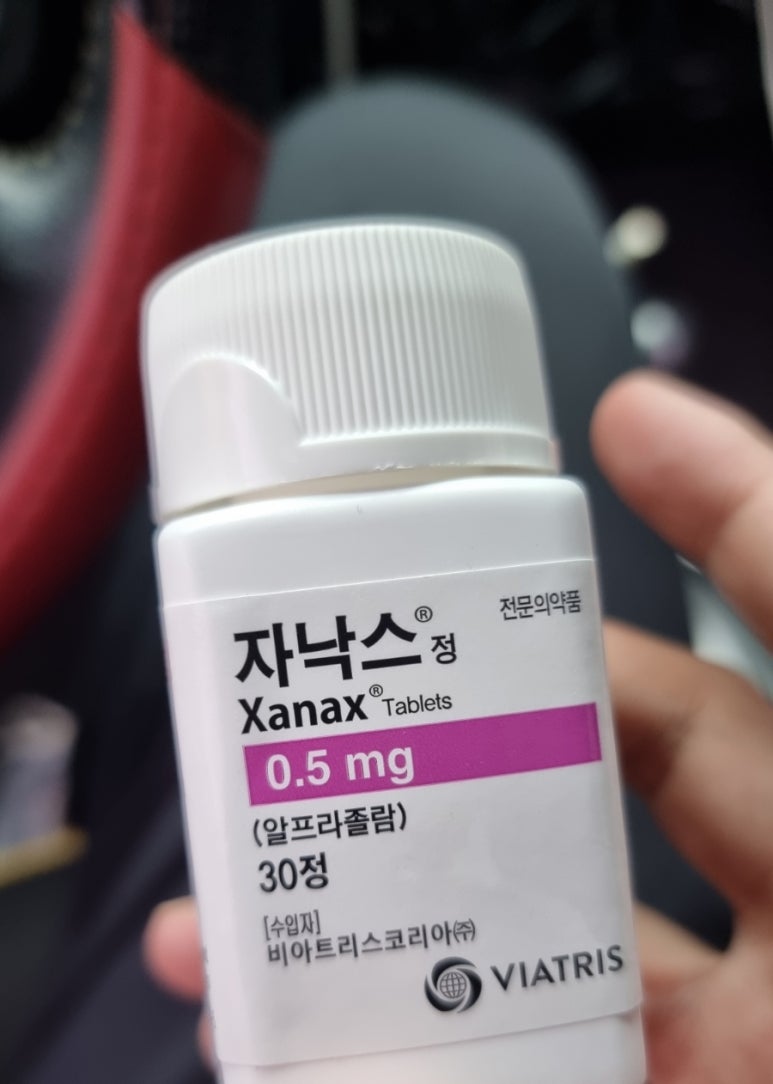 전문의약품
자낙스®정
Xanax® Tablets
0.5 mg
(알프라졸람)
30정
[수입자]
비아트리스코리아㈜
VIATRIS